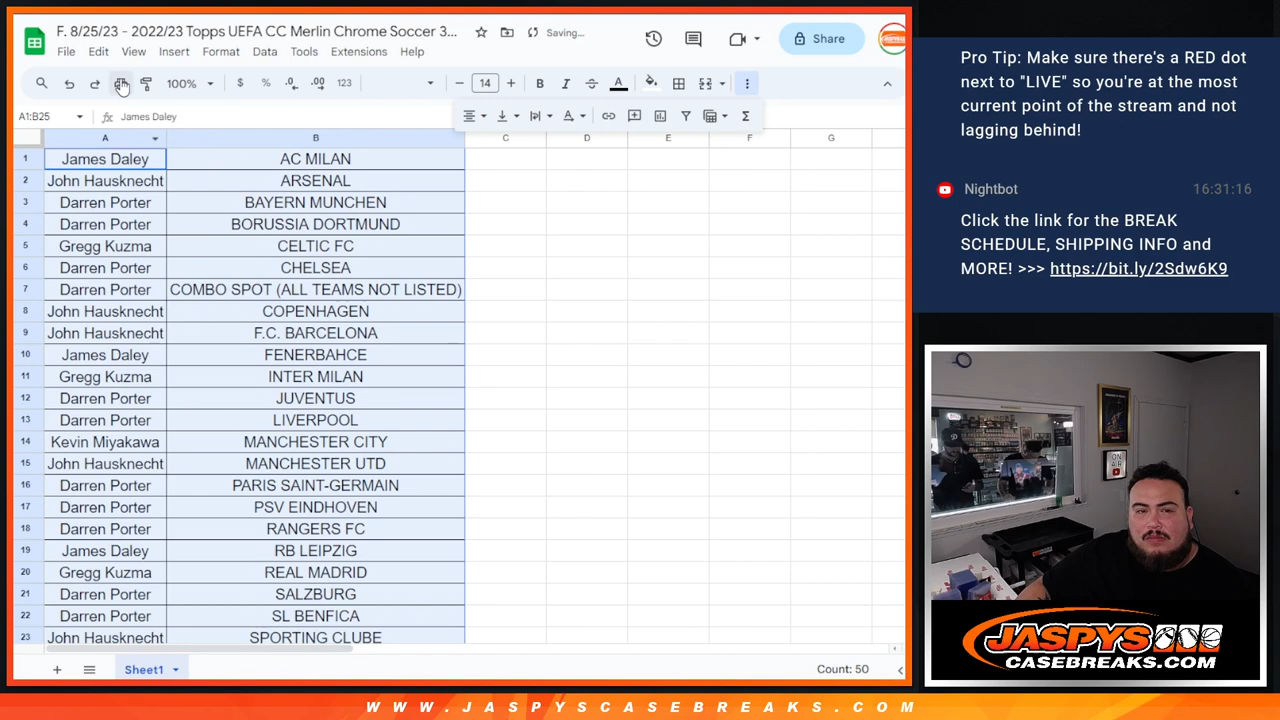 F. 8/25/23 - 2022/23 Topps UEFA CC Merlin Chrome Soccer 3...
Saving...
Share
File Edit View Insert Format Data Tools Extensions Help
100% $ % .0 .00 123 14 B I A
A1:B25 fx James Daley
A B C D E F G
1 James Daley AC MILAN
2 John Hausknecht ARSENAL
3 Darren Porter BAYERN MUNCHEN
4 Darren Porter BORUSSIA DORTMUND
5 Gregg Kuzma CELTIC FC
6 Darren Porter CHELSEA
7 Darren Porter COMBO SPOT (ALL TEAMS NOT LISTED)
8 John Hausknecht COPENHAGEN
9 John Hausknecht F.C. BARCELONA
10 James Daley FENERBAHCE
11 Gregg Kuzma INTER MILAN
12 Darren Porter JUVENTUS
13 Darren Porter LIVERPOOL
14 Kevin Miyakawa MANCHESTER CITY
15 John Hausknecht MANCHESTER UTD
16 Darren Porter PARIS SANT-GERMAIN
17 Darren Porter PSV EINDHOVEN
18 Darren Porter RANGERS FC
19 James Daley RB LEIPZIG
20 Gregg Kuzma REAL MADRID
21 Darren Porter SALZBURG
22 Darren Porter SL BENFICA
23 John Hausknecht SPORTING CLUBE
Sheet1
Count: 50
Pro Tip: Make sure there's a RED dot
next to "LIVE" so you're at the most
current point of the stream and not
lagging behind!
Nightbot 16:31:16
Click the link for the BREAK
SCHEDULE, SHIPPING INFO and
MORE! >>> https://bit.ly/2Sdw6K9
ON
AIR
JASPYS
CASEBREAKS.COM
WWW.JASPYSCASEBREAKS.COM